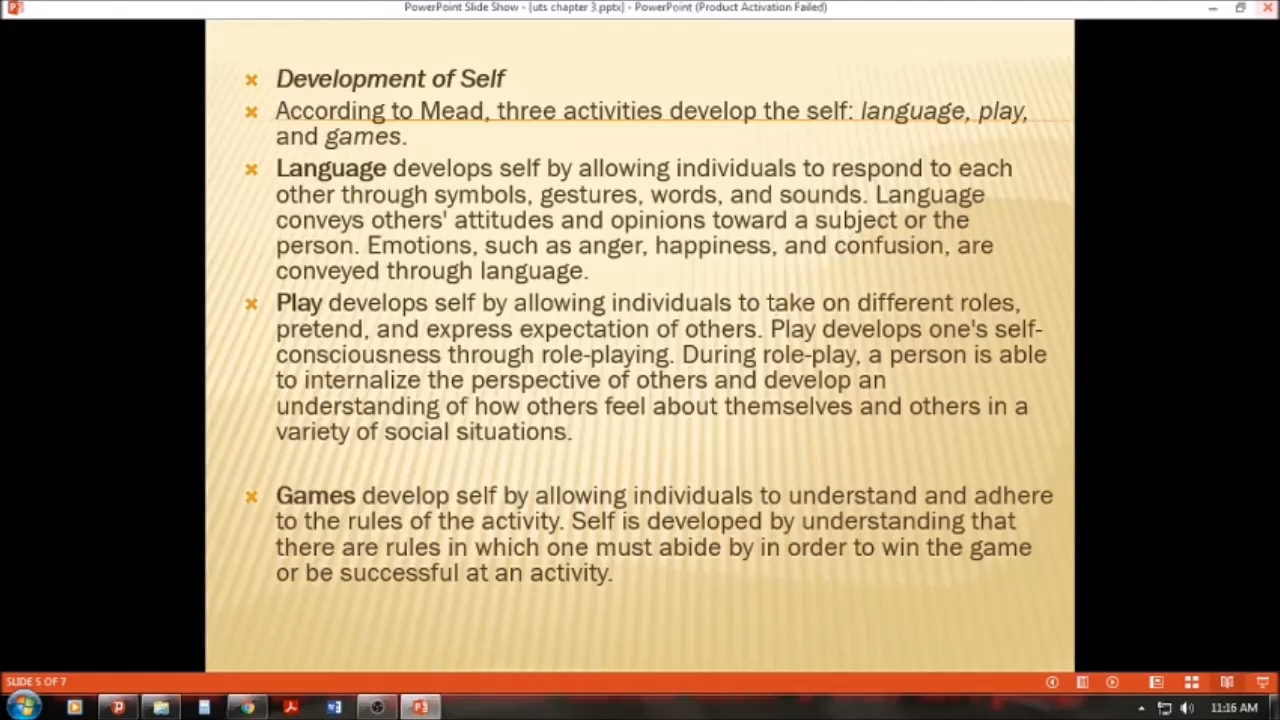 PowerPoint Slide Show - [uts chapter 3.pptx] - PowerPoint (Product Activation Failed)
Development of Self
According to Mead, three activities develop the self: language, play,
and games.
Language develops self by allowing individuals to respond to each
other through symbols, gestures, words, and sounds. Language
conveys others' attitudes and opinions toward a subject or the
person. Emotions, such as anger, happiness, and confusion, are
conveyed through language.
Play develops self by allowing individuals to take on different roles,
pretend, and express expectation of others. Play develops one's self-
consciousness through role-playing. During role-play, a person is able
to internalize the perspective of others and develop an
understanding of how others feel about themselves and others in a
variety of social situations.
Games develop self by allowing individuals to understand and adhere
to the rules of the activity. Self is developed by understanding that
there are rules in which one must abide by in order to win the game
or be successful at an activity.
SLIDE 5 OF 7
11:16 AM